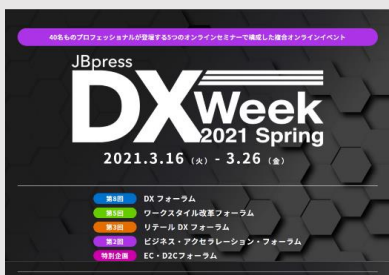 40名ものプロフェッショナルが登場する5つのオンラインセミナーで構成した複合オンラインイベント
JBpress
DX Week
2021 Spring
2021.3.16（火）- 3.26（金）
第8回 DX フォーラム
第5回 ワークスタイル改革フォーラム
第3回 リテール DX フォーラム
第2回 ビジネス・アクセラレーション・フォーラム
特別企画 EC・D2Cフォーラム